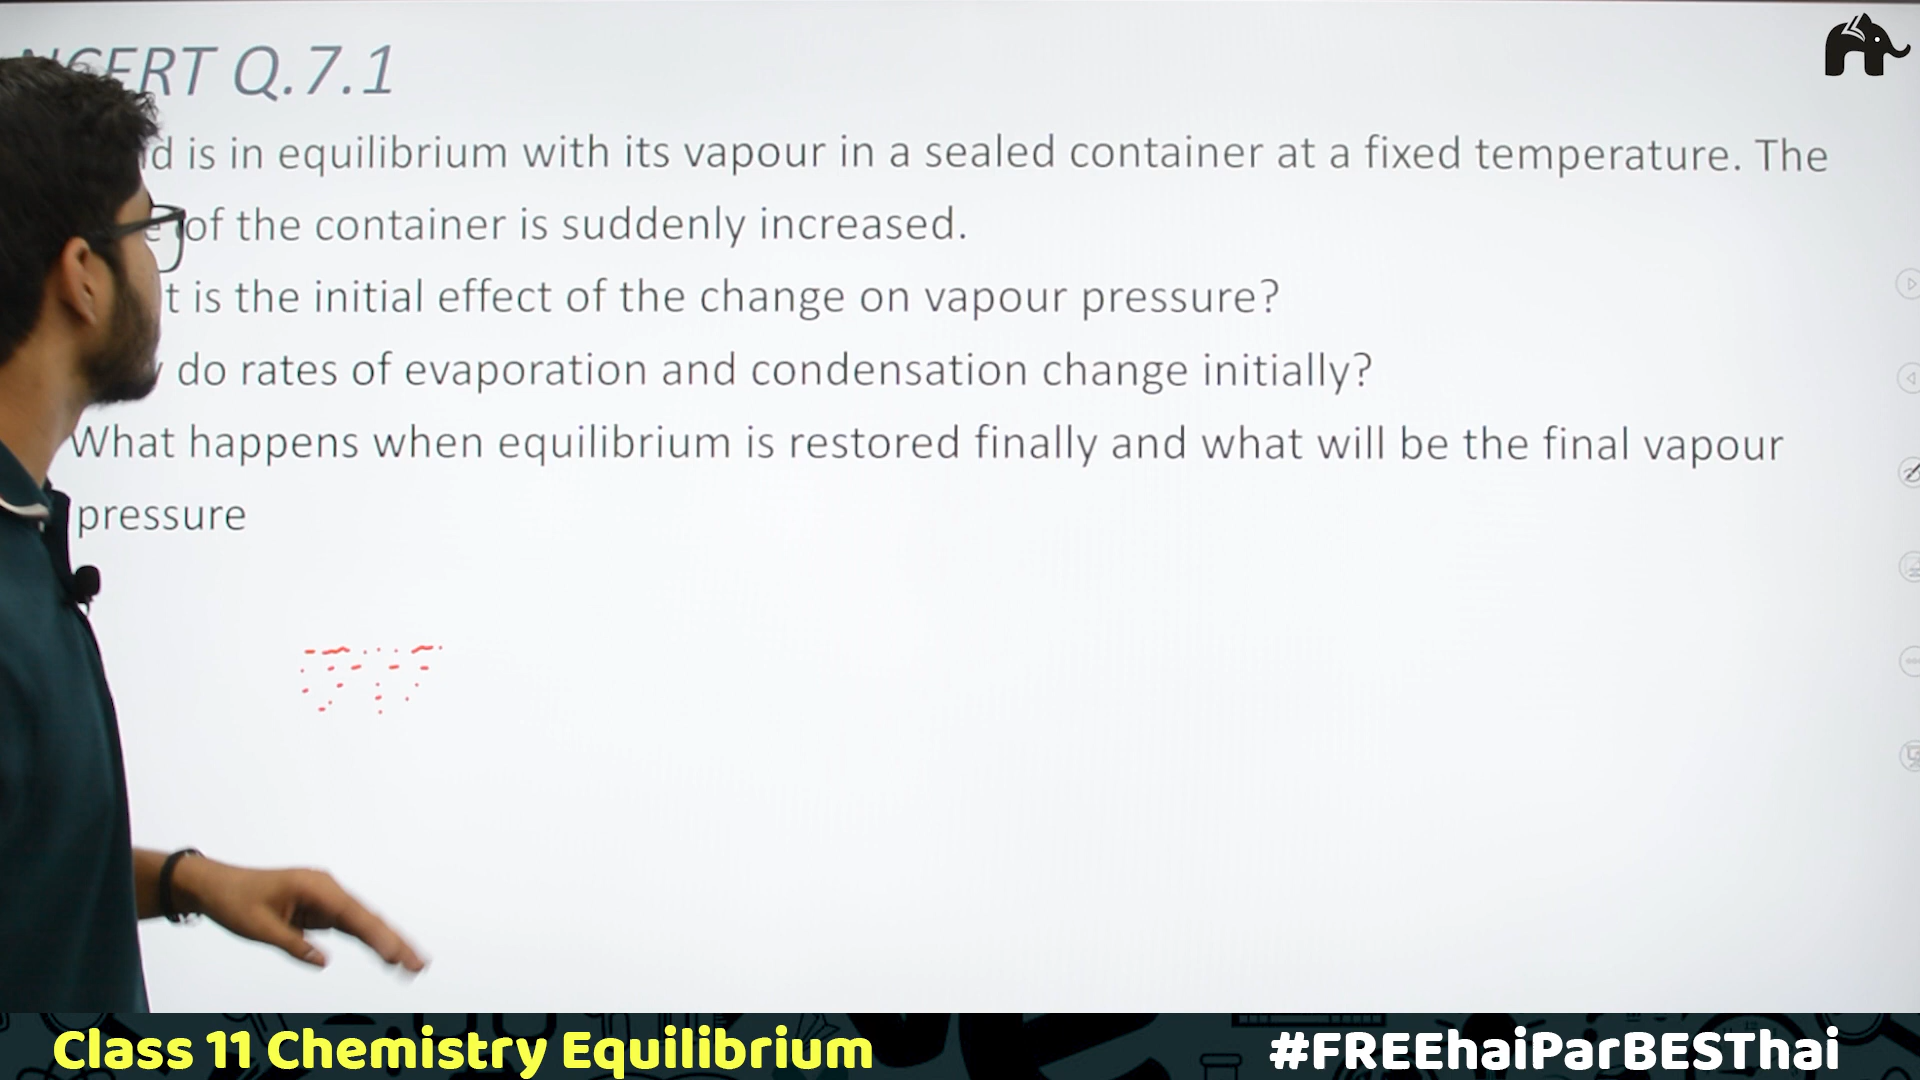 NCERT Q.7.1
is in equilibrium with its vapour in a sealed container at a fixed temperature. The
of the container is suddenly increased.
is the initial effect of the change on vapour pressure?
do rates of evaporation and condensation change initially?
What happens when equilibrium is restored finally and what will be the final vapour
pressure
Class 11 Chemistry Equilibrium
#FREEhaiParBESThai